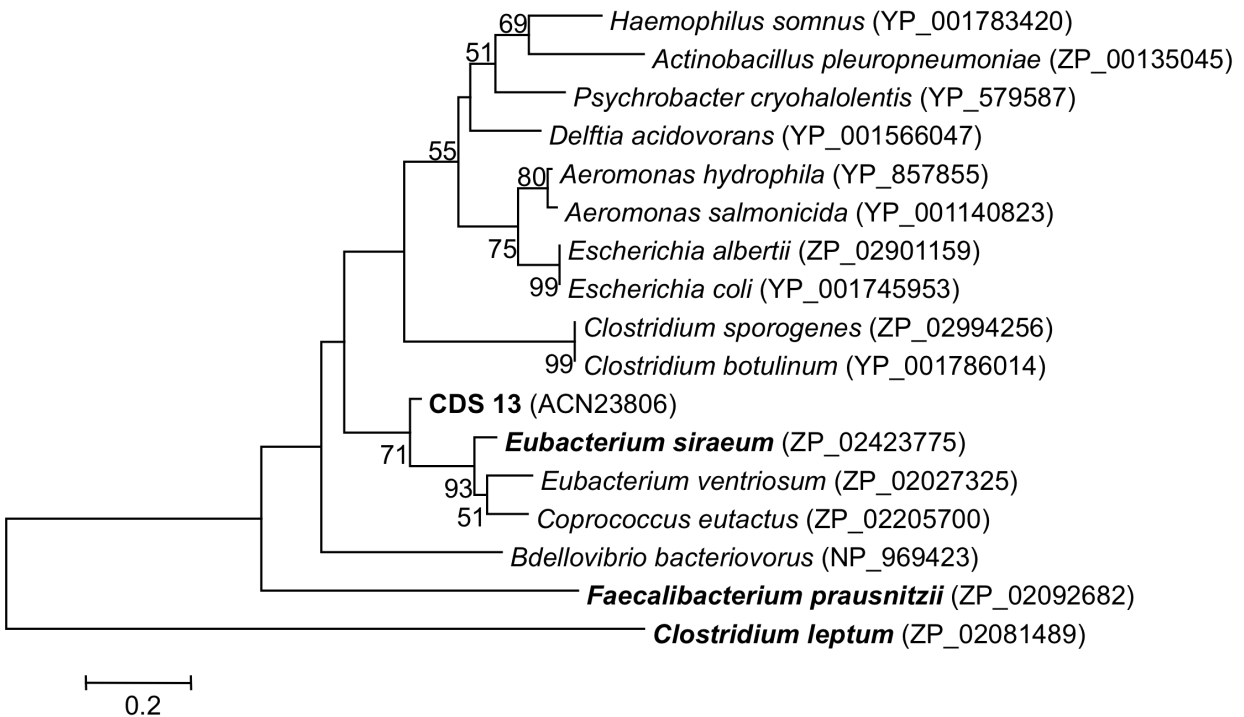 69 Haemophilus somnus (YP_001783420)
51 Actinobacillus pleuropneumoniae (ZP_00135045)
Psychrobacter cryohalolentis (YP_579587)
Delftia acidovorans (YP_001566047)
55
80 Aeromonas hydrophila (YP_857855)
Aeromonas salmonicida (YP_001140823)
75 Escherichia albertii (ZP_02901159)
99 Escherichia coli (YP_001745953)
Clostridium sporogenes (ZP_02994256)
99 Clostridium botulinum (YP_001786014)
CDS 13 (ACN23806)
71 Eubacterium siraeum (ZP_02423775)
93 Eubacterium ventriosum (ZP_02027325)
51 Coprococcus eutactus (ZP_02205700)
Bdellovibrio bacteriovorus (NP_969423)
Faecalibacterium prausnitzii (ZP_02092682)
Clostridium leptum (ZP_02081489)
0.2